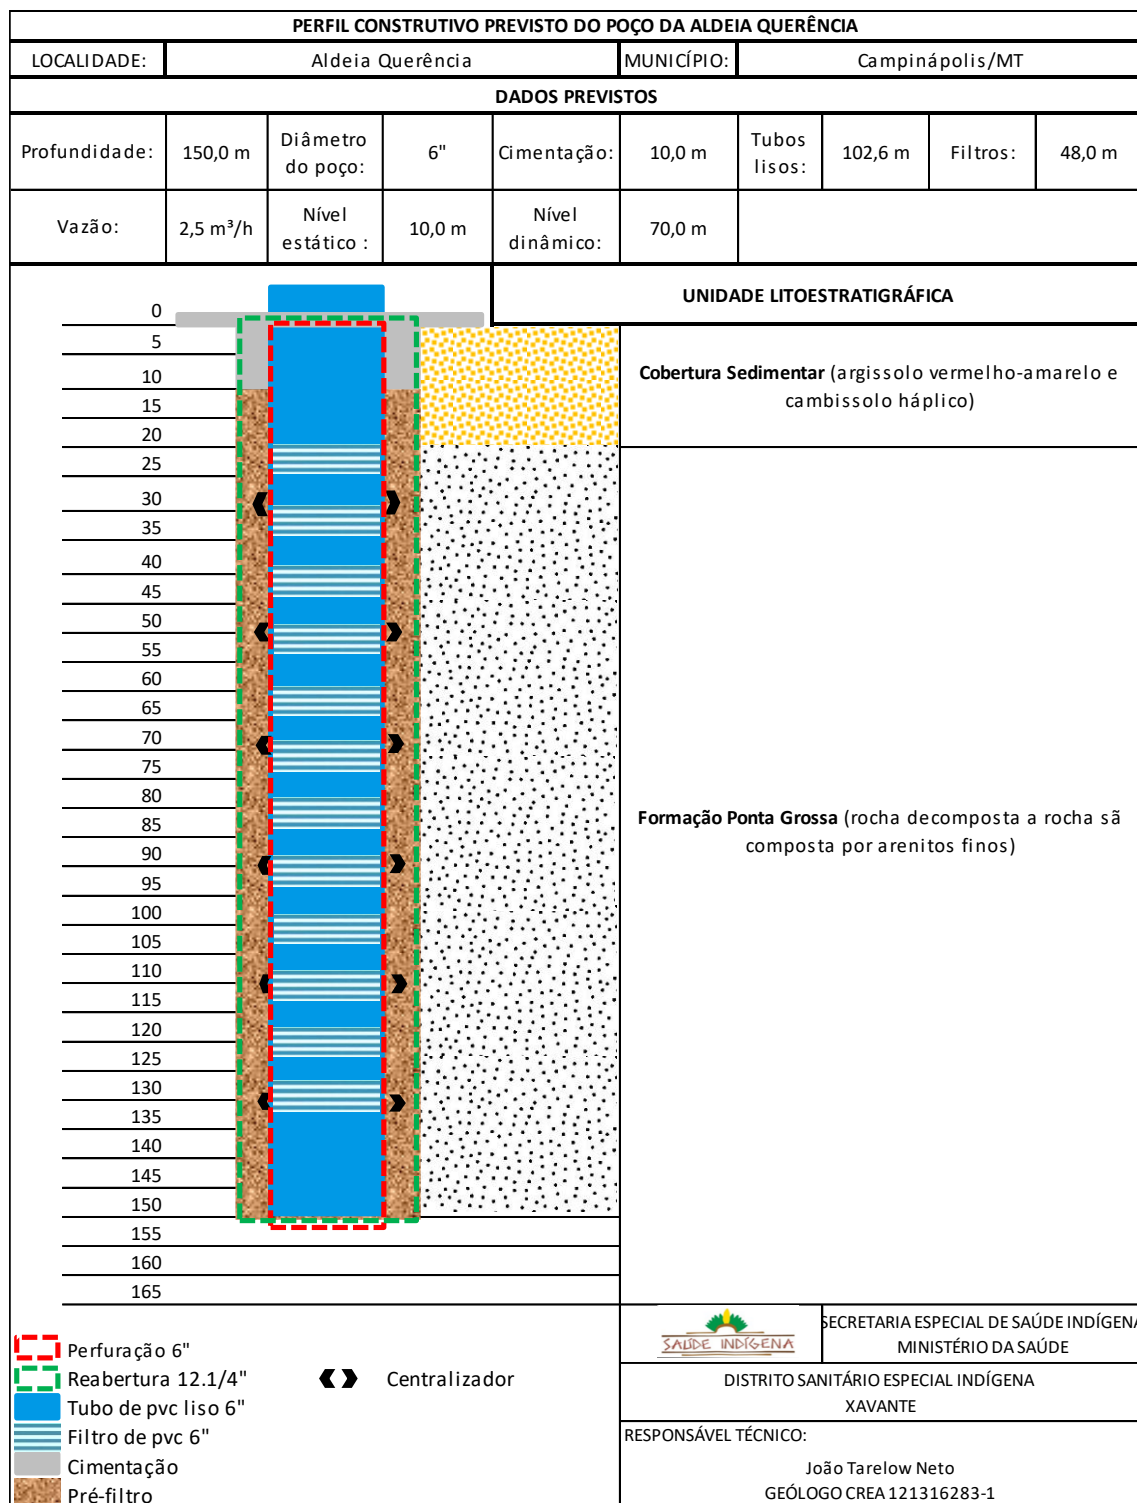 PERFIL CONSTRUTIVO PREVISTO DO POÇO DA ALDEIA QUERÊNCIA
LOCALIDADE: Aldeia Querência MUNICÍPIO: Campinápolis/MT
DADOS PREVISTOS
Profundidade: 150,0 m Diâmetro do poço: 6" Cimentação: 10,0 m Tubos lisos: 102,6 m Filtros: 48,0 m
Vazão: 2,5 m³/h Nível estático : 10,0 m Nível dinâmico: 70,0 m
UNIDADE LITOESTRATIGRÁFICA
0
5
10
15
20
25
30
35
40
45
50
55
60
65
70
75
80
85
90
95
100
105
110
115
120
125
130
135
140
145
150
155
160
165
Cobertura Sedimentar (argissolo vermelho-amarelo e
cambissolo háplico)
Formação Ponta Grossa (rocha decomposta a rocha sã
composta por arenitos finos)
Perfuração 6"
Reabertura 12.1/4"
Centralizador
Tubo de pvc liso 6"
Filtro de pvc 6"
Cimentação
Pré-filtro
SAÚDE INDÍGENA
SECRETARIA ESPECIAL DE SAÚDE INDÍGENA
MINISTÉRIO DA SAÚDE
DISTRITO SANITÁRIO ESPECIAL INDÍGENA
XAVANTE
RESPONSÁVEL TÉCNICO:
João Tarelow Neto
GEÓLOGO CREA 121316283-1